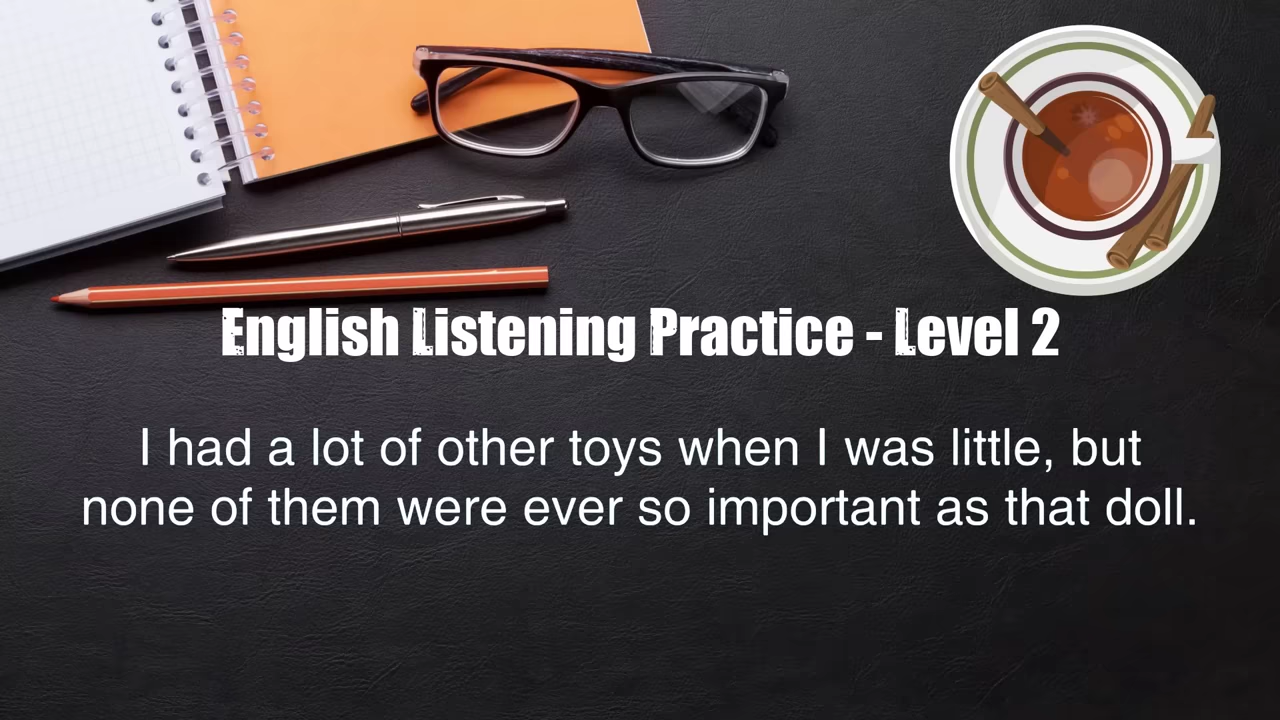 English Listening Practice - Level 2
I had a lot of other toys when I was little, but
none of them were ever so important as that doll.